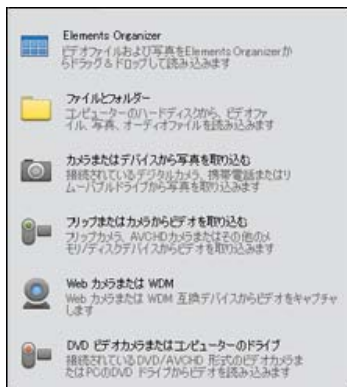 Elements Organizer
ビデオファイルおよび写真をElements Organizerか
らドラッグ & ドロップして読み込みます
ファイルとフォルダー
コンピューターのハードディスクから、ビデオファ
イル、写真、オーディオファイルを読み込みます
カメラまたはデバイスから写真を取り込む
接続されているデジタルカメラ、携帯電話またはリ
ムーバブルドライブから写真を取り込みます
フリップまたはカメラからビデオを取り込む
フリップカメラ、AVCHDカメラまたはその他のメ
モリ/ディスクデバイスからビデオを取り込みます
Web カメラまたは WDM
Web カメラまたは WDM 互換デバイスからビデオをキャプチャ
します
DVD ビデオカメラまたはコンピューターのドライブ
接続されているDVD/AVCHD 形式のビデオカメラま
たはPCのDVD ドライブからビデオを読み込みます